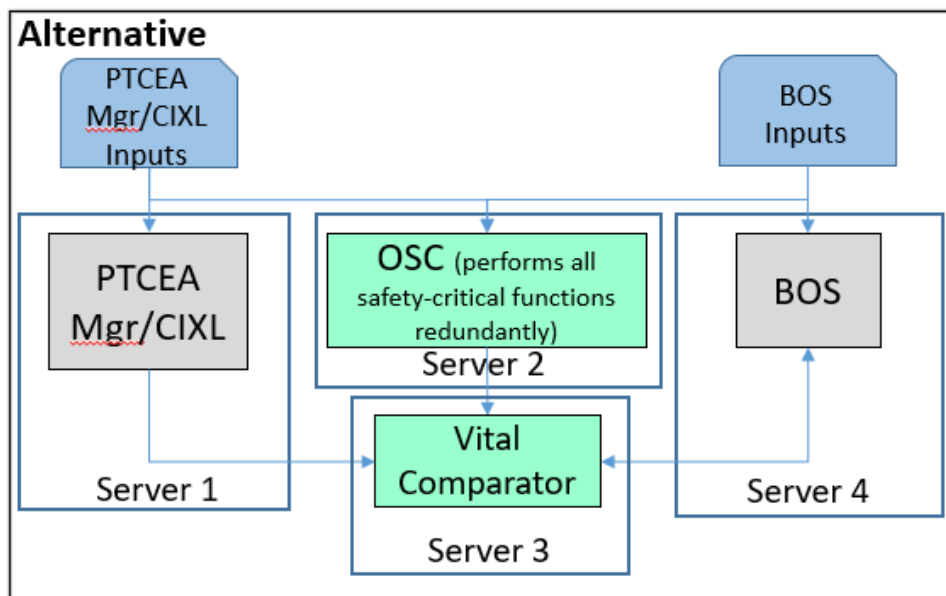 Alternative
PTCEA
Mgr/CIXL
Inputs
BOS
Inputs
PTCEA
Mgr/CIXL
OSC (performs all
safety-critical functions
redundantly)
BOS
Server 2
Vital
Comparator
Server 1
Server 4
Server 3